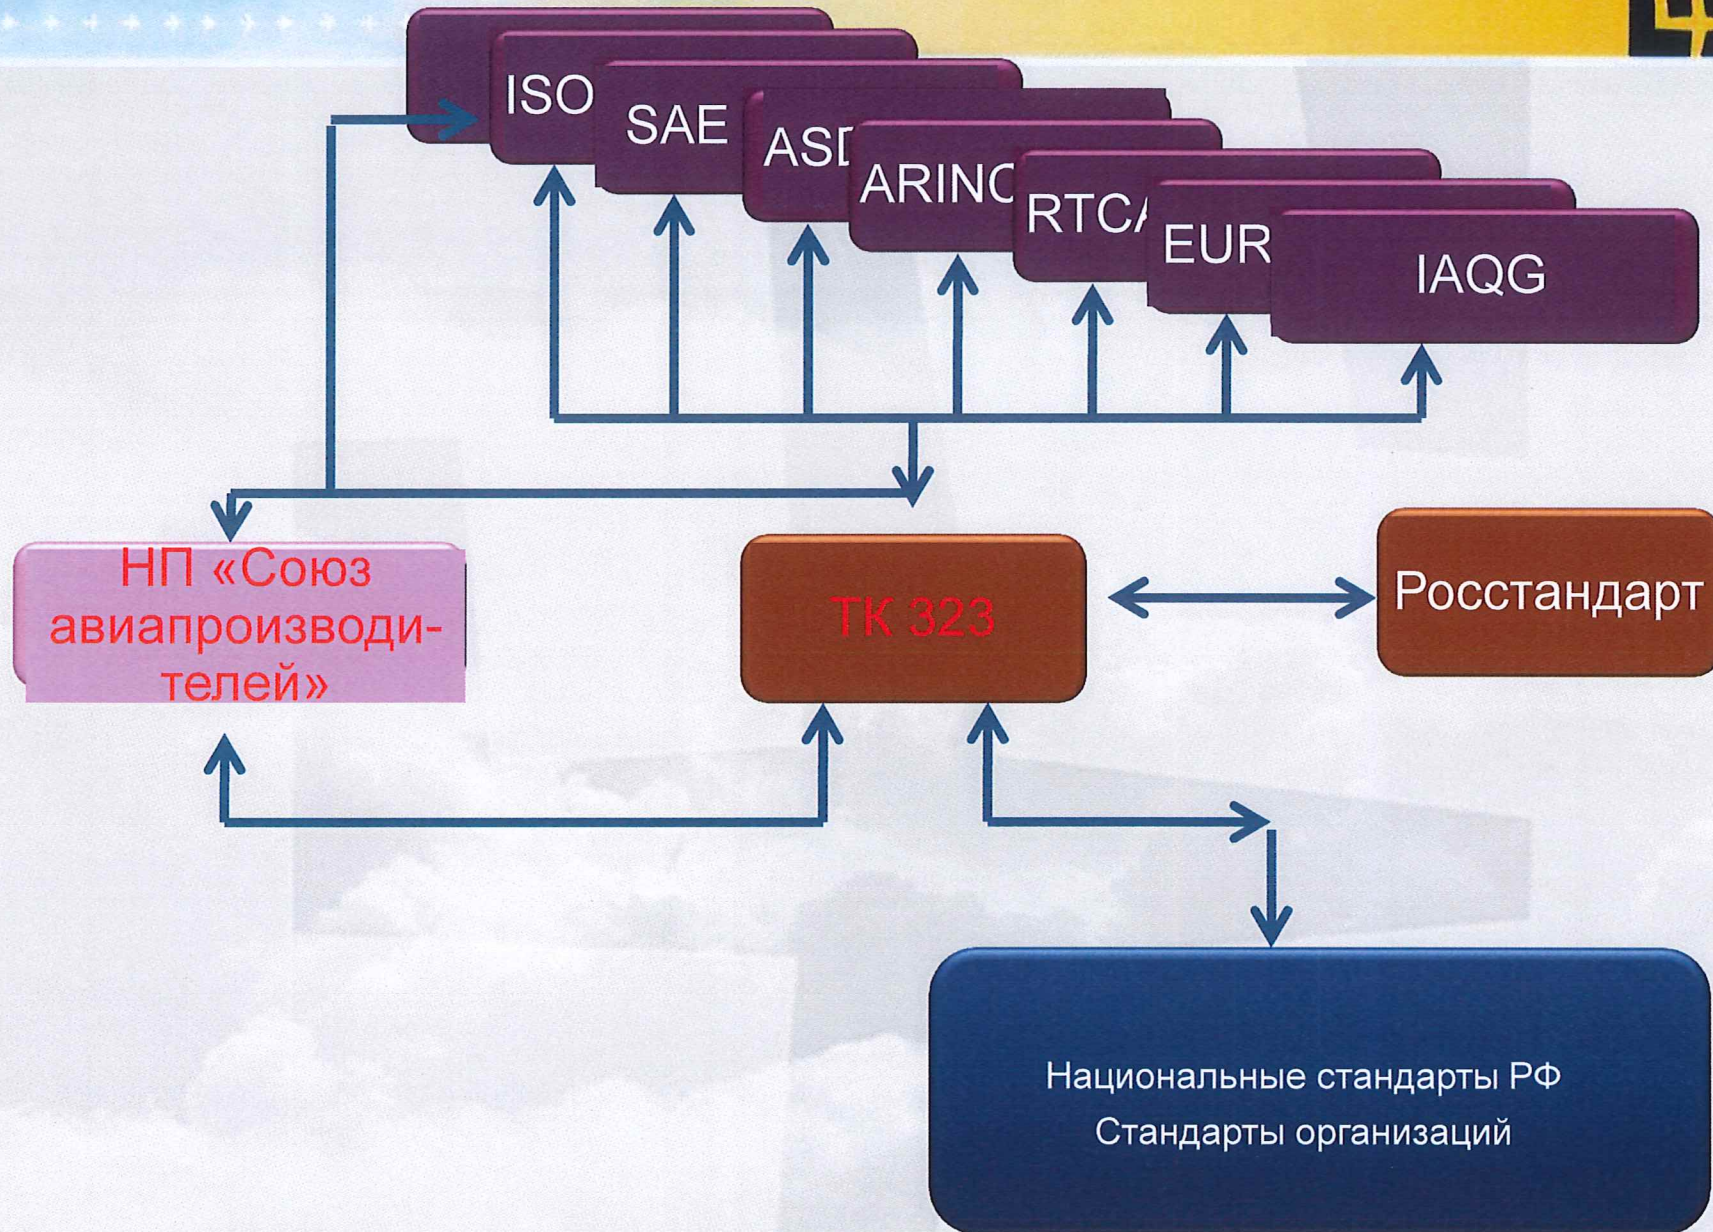 ISO
SAE
ASD
ARINC
RTCA
EUR
IAQG
НП «Союз
авиапроизводи-
телей»
ТК 323
Росстандарт
Национальные стандарты РФ
Стандарты организаций